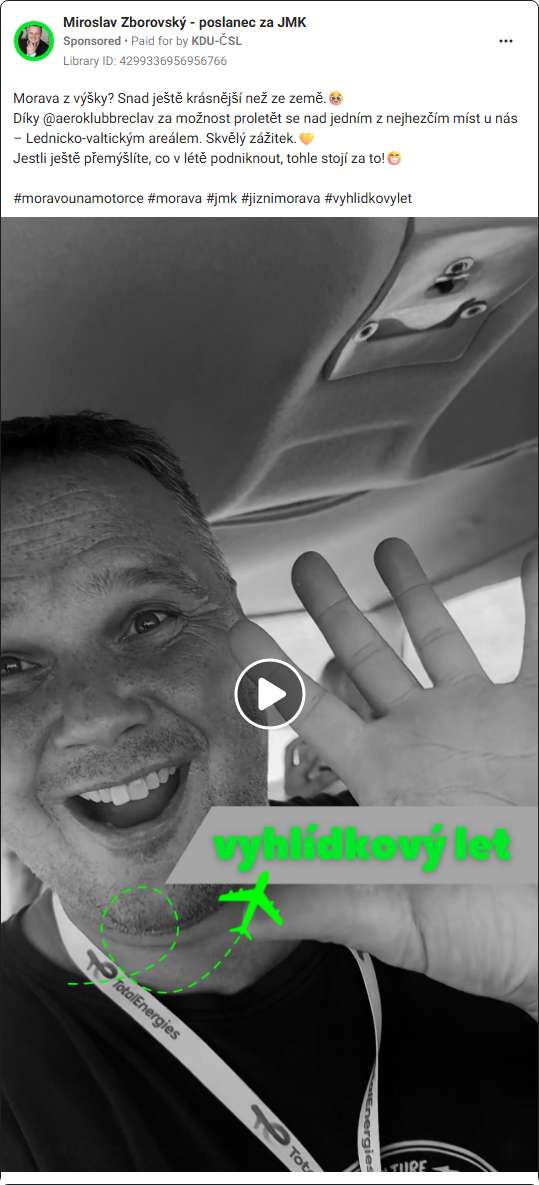 Miroslav Zborovský - poslanec za JMK
Sponsored • Paid for by KDU-ČSL
Library ID: 4299336956956766
Morava z výšky? Snad ještě krásnější než ze země.🥹
Díky @aeroklubbreclav za možnost proletět se nad jedním z nejhezčím míst u nás
– Lednicko-valtickým areálem. Skvělý zážitek.🧡
Jestli ještě přemýšlíte, co v létě podniknout, tohle stojí za to!😁
#moravounamotorce #morava #jmk #jiznimorava #vyhlidkovylet
vyhlídkový let
TotalEnergies